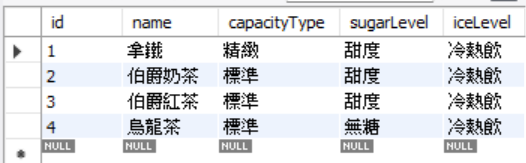 id name capacityType sugarLevel iceLevel
1 拿鐵 精緻 甜度 冷熱飲
2 伯爵奶茶 標準 甜度 冷熱飲
3 伯爵紅茶 標準 甜度 冷熱飲
4 烏龍茶 標準 無糖 冷熱飲
NULL NULL NULL NULL NULL